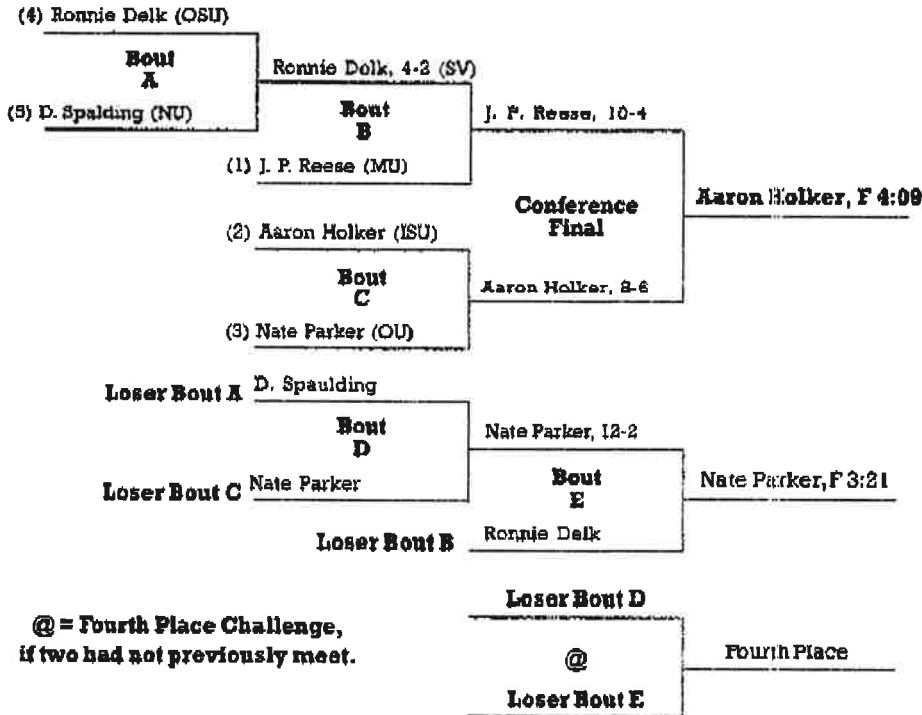 (4) Ronnie Delk (OSU)
Bout
A
(5) D. Spalding (NU)
Ronnie Dolk, 4-2 (SV)
Bout
B
(1) J. P. Reese (MU)
J. P. Reese, 10-4
Conference
Final
Aaron Holker, F 4:09
(2) Aaron Holker (ISU)
Bout
C
(3) Nate Parker (OU)
Aaron Holker, 8-6
Loser Bout A
D. Spaulding
Bout
D
Loser Bout C
Nate Parker
Nate Parker, 12-2
Bout
E
Loser Bout B
Ronnie Delk
Nate Parker, F 3:21
Loser Bout D
@
Loser Bout E
Fourth Place
@ = Fourth Place Challenge,
if two had not previously meet.